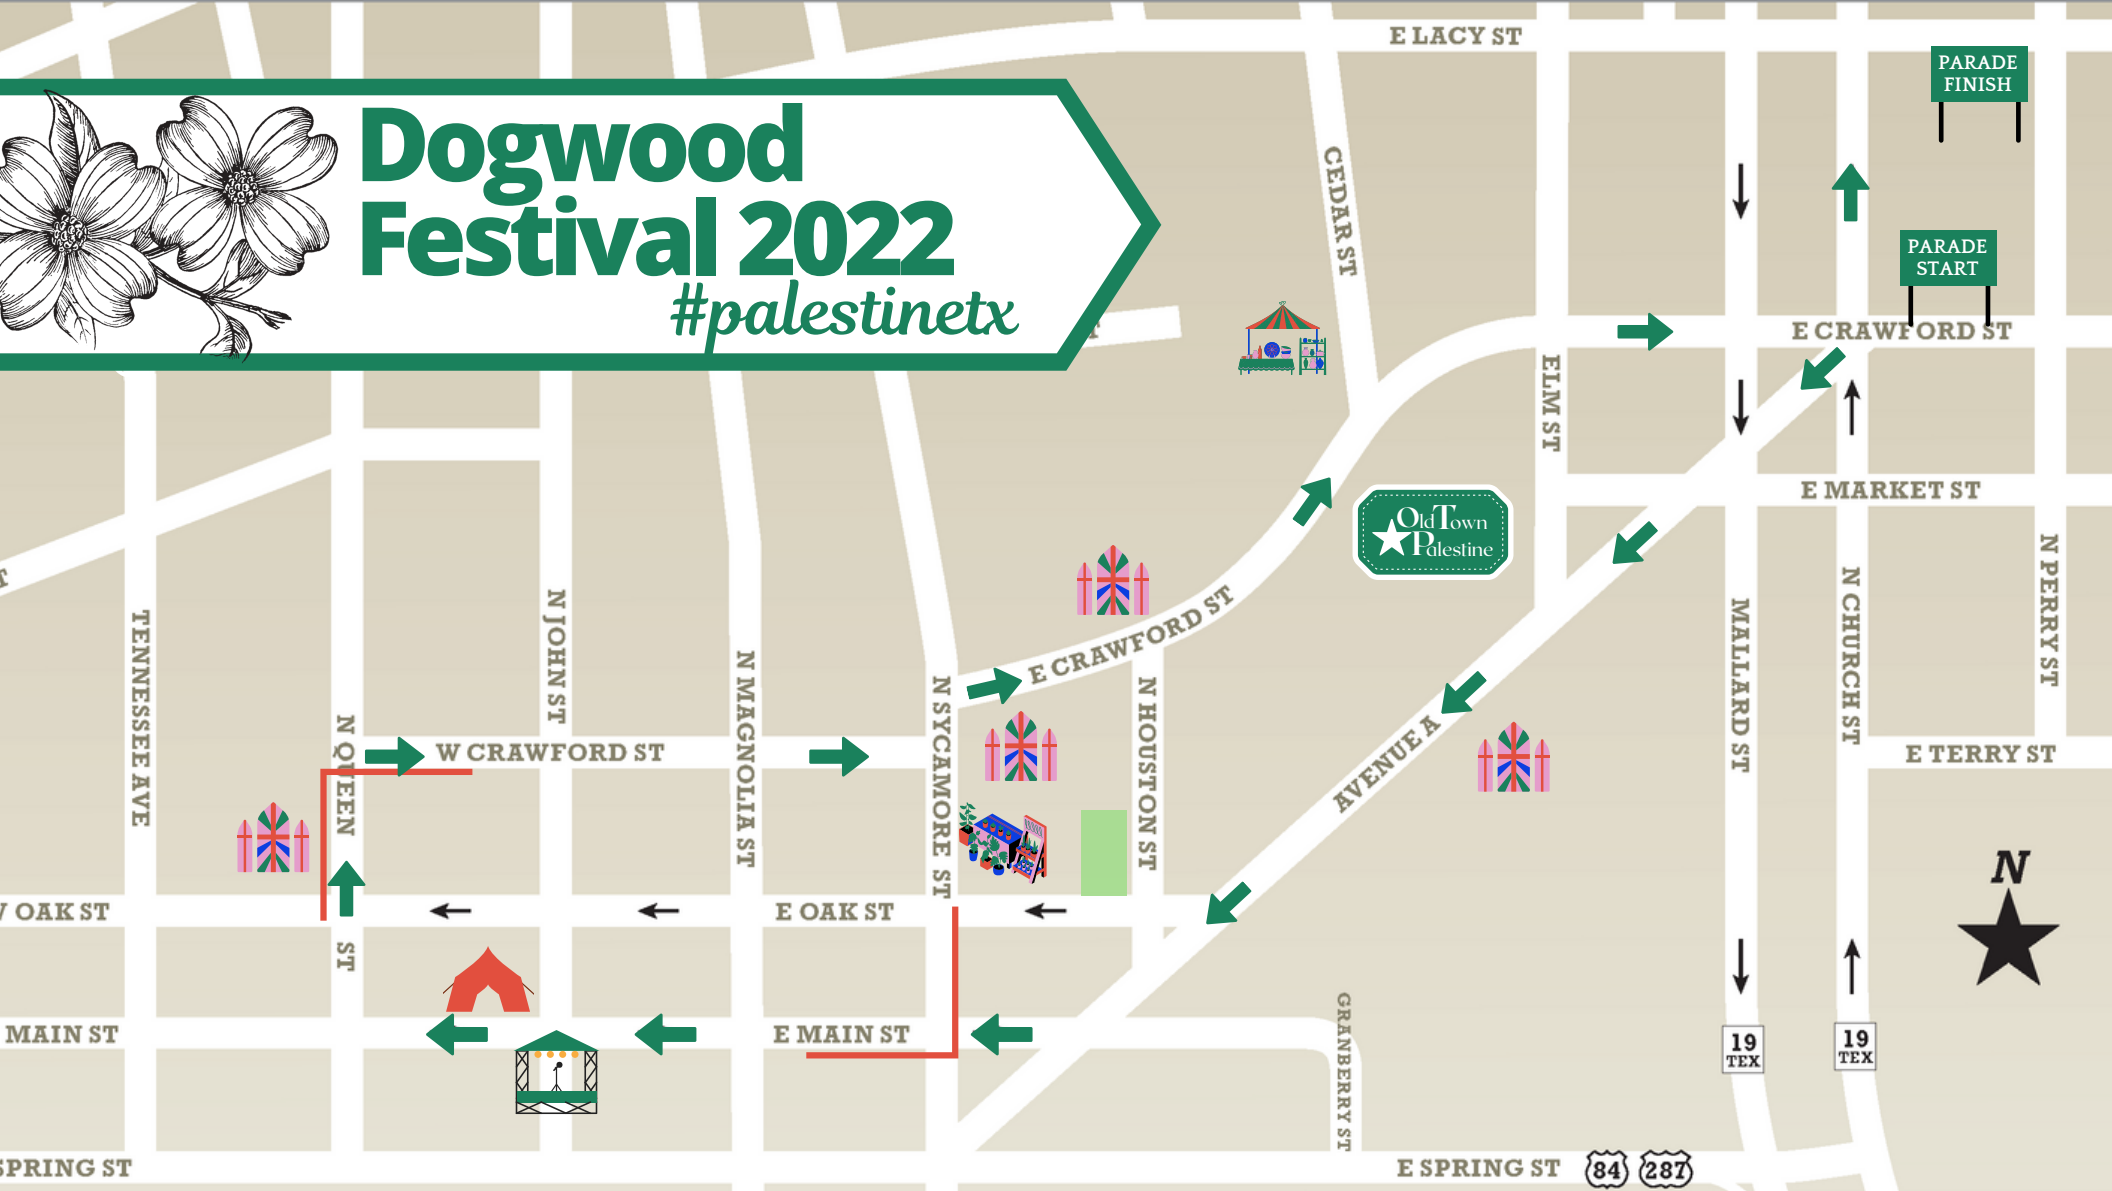 E LACY ST
PARADE
FINISH
Dogwood
Festival 2022
#palestinetx
CEDAR ST
PARADE
START
E CRAWFORD ST
ELM ST
E MARKET ST
Old Town
Palestine
N PERRY ST
N CHURCH ST
MALLARD ST
E CRAWFORD ST
N JOHN ST
TENNESSEE AVE
N MAGNOLIA ST
N SYCAMORE ST
N HOUSTON ST
N QUEEN ST
W CRAWFORD ST
AVENUE A
E TERRY ST
N
OAK ST
E OAK ST
MAIN ST
E MAIN ST
GRANBERRY ST
19
TEX
19
TEX
SPRING ST
E SPRING ST
84
287